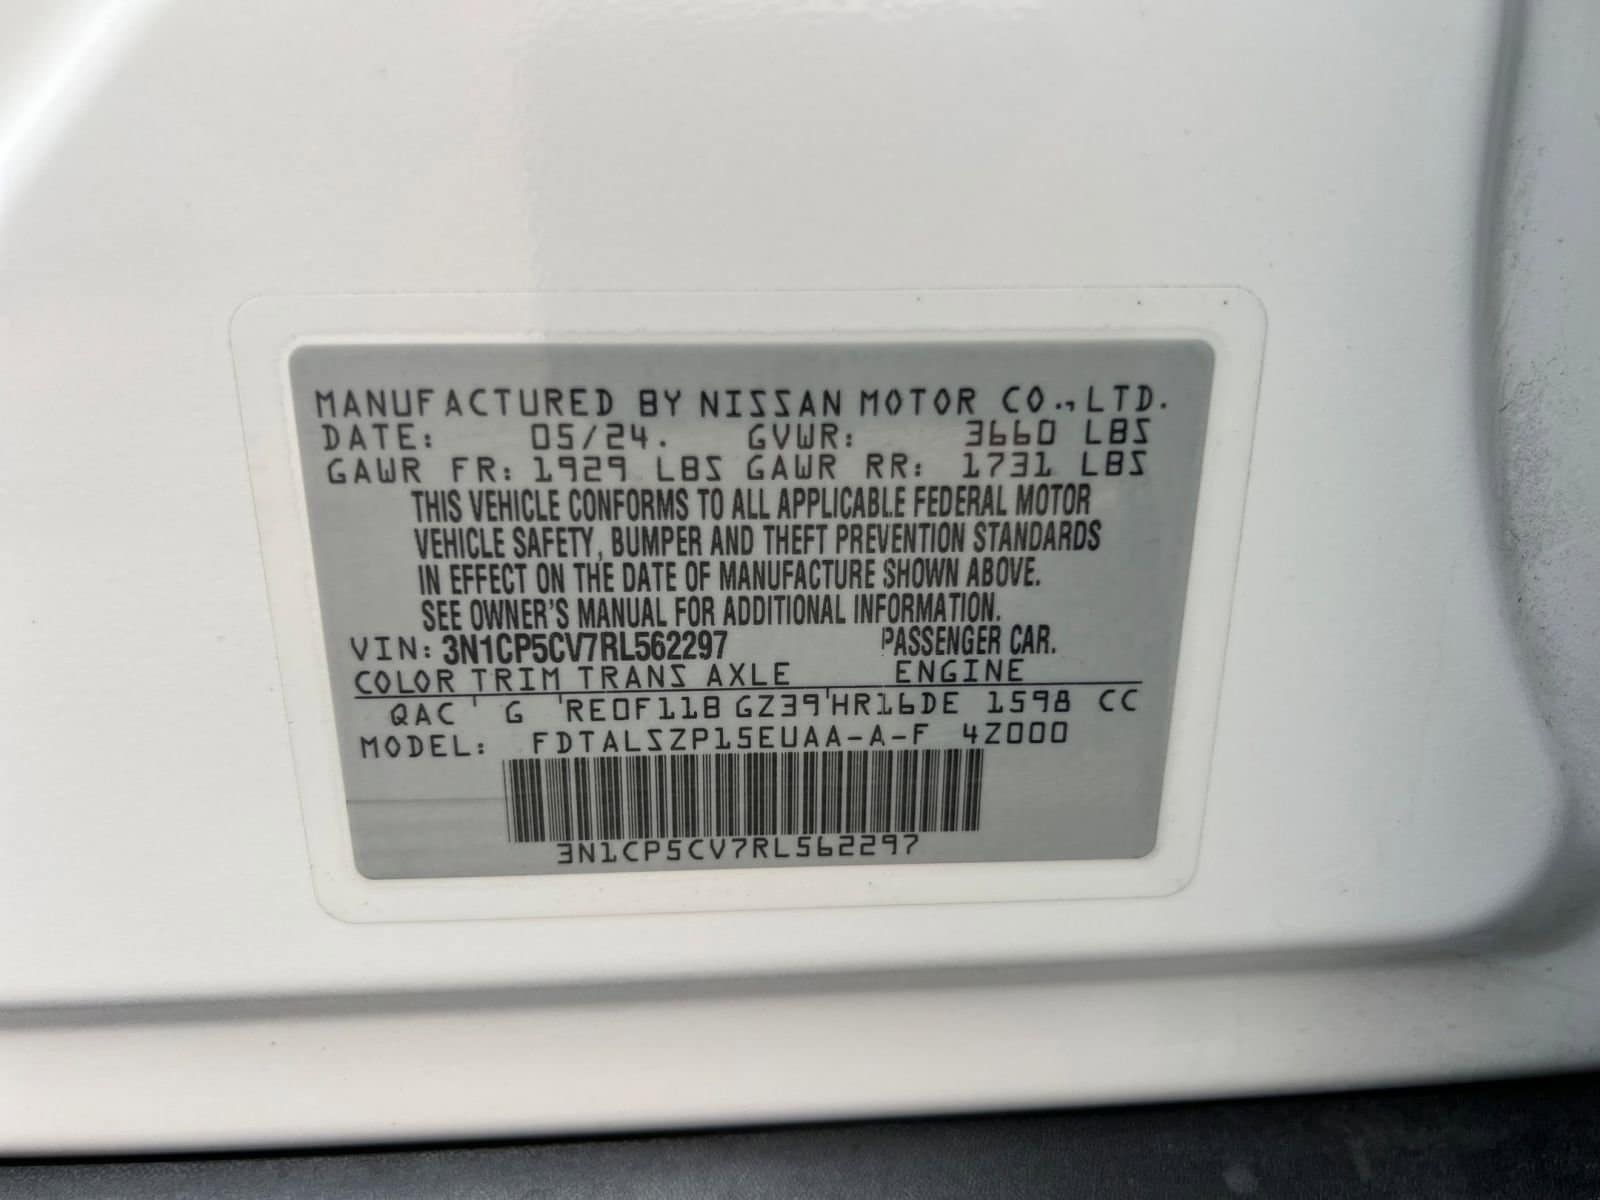 MANUFACTURED BY NISSAN MOTOR CO., LTD.
DATE: 05/24. GVWR: 3660 LBS
GAWR FR: 1929 LBS GAWR RR: 1731 LBS
THIS VEHICLE CONFORMS TO ALL APPLICABLE FEDERAL MOTOR
VEHICLE SAFETY, BUMPER AND THEFT PREVENTION STANDARDS
IN EFFECT ON THE DATE OF MANUFACTURE SHOWN ABOVE.
SEE OWNER'S MANUAL FOR ADDITIONAL INFORMATION.
VIN: 3N1CP5CV7RL562297 PASSENGER CAR.
COLOR TRIM TRANS AXLE ENGINE
QAC G RE0F11B GZ39 HR16DE 1598 CC
MODEL: FDTALSZP15EUAA-A-F 4Z000
3N1CP5CV7RL562297